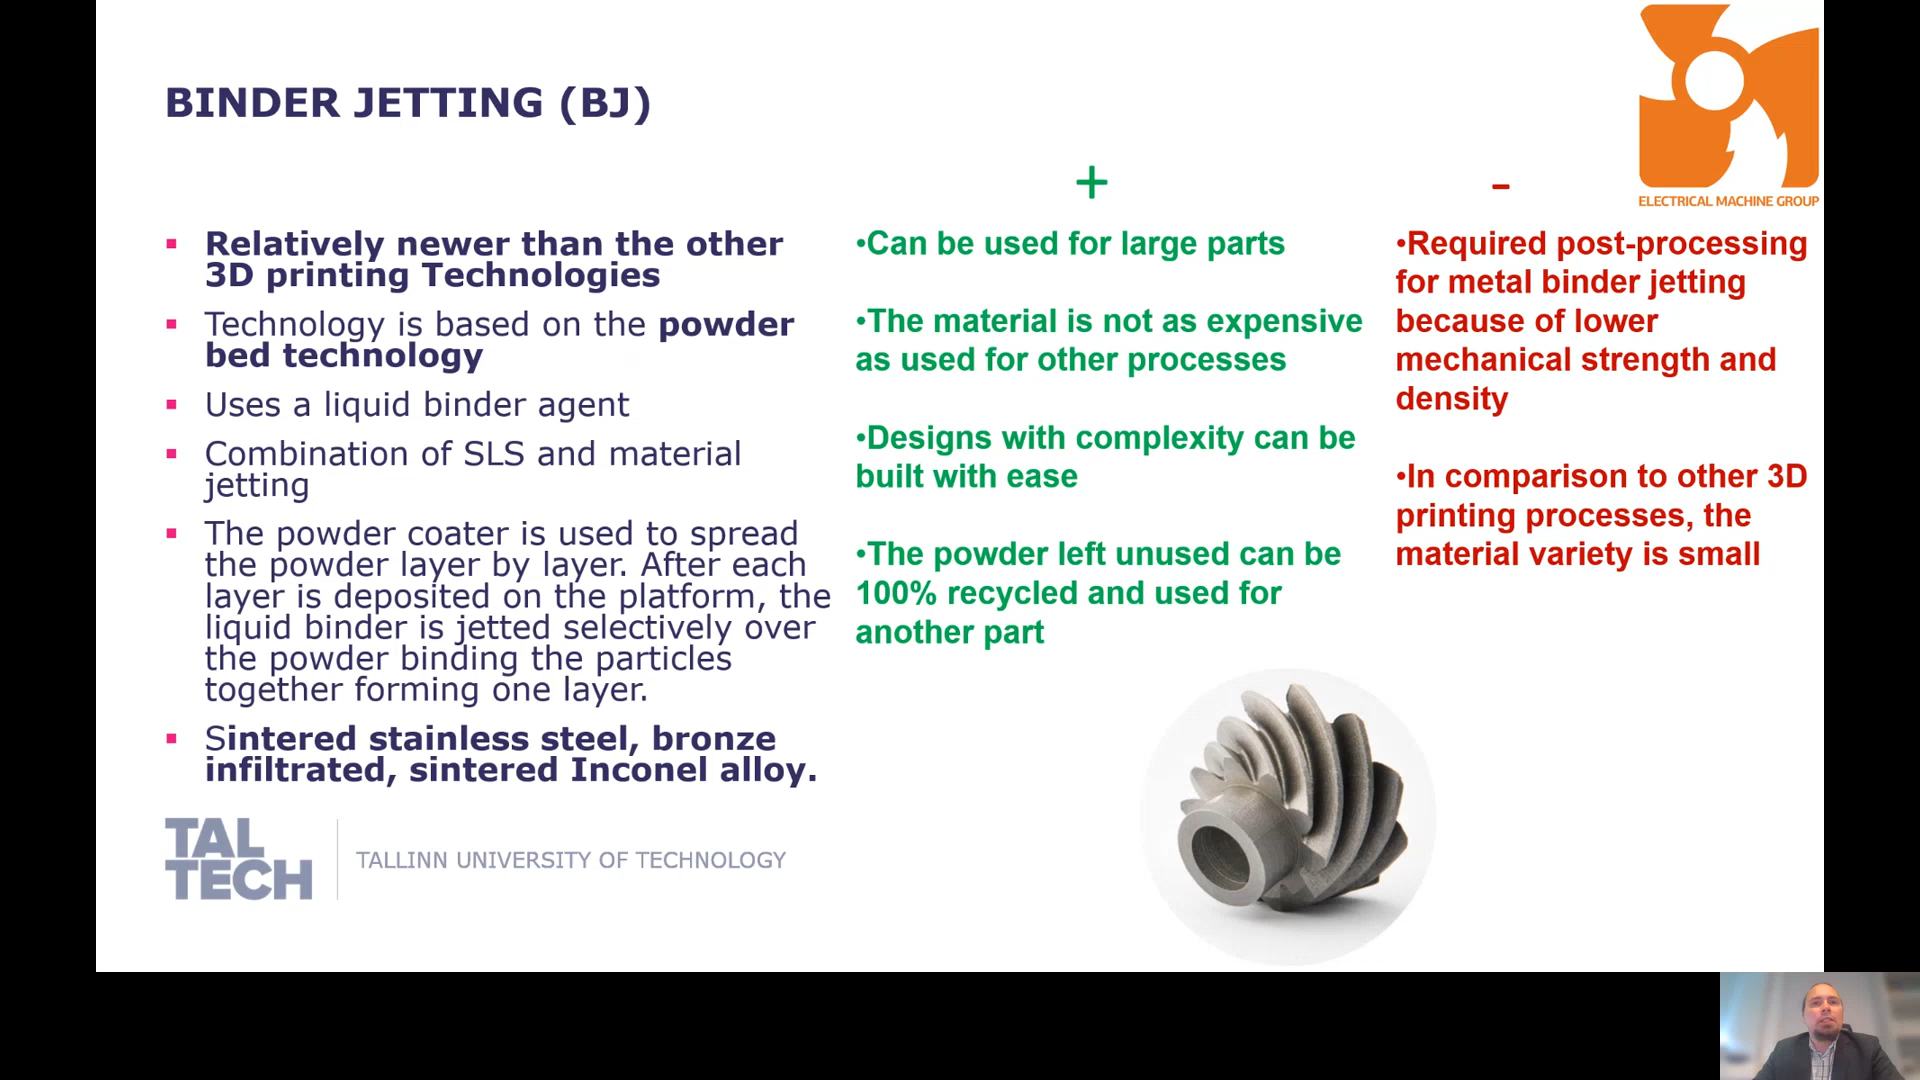 BINDER JETTING (BJ)
ELECTRICAL MACHINE GROUP
▪ Relatively newer than the other
3D printing Technologies
▪ Technology is based on the powder
bed technology
▪ Uses a liquid binder agent
▪ Combination of SLS and material
jetting
▪ The powder coater is used to spread
the powder layer by layer. After each
layer is deposited on the platform, the
liquid binder is jetted selectively over
the powder binding the particles
together forming one layer.
▪ Sintered stainless steel, bronze
infiltrated, sintered Inconel alloy.
+
•Can be used for large parts
•The material is not as expensive
as used for other processes
•Designs with complexity can be
built with ease
•The powder left unused can be
100% recycled and used for
another part
-
•Required post-processing
for metal binder jetting
because of lower
mechanical strength and
density
•In comparison to other 3D
printing processes, the
material variety is small
TAL
TECH
TALLINN UNIVERSITY OF TECHNOLOGY